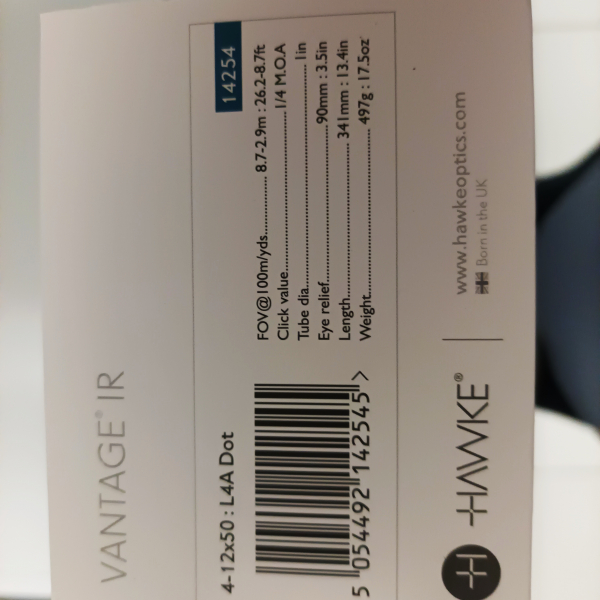 VANTAGE® IR
4-12x50 : L4A Dot
14254
FOV@100m/yds.............. 8.7-2.9m : 26.2-8.7ft
Click value..............................1/4 M.O.A
Tube dia..........................................1in
Eye relief.............................90mm : 3.5in
Length............................341mm : 13.4in
Weight............................. 497g : 17.5oz
5 054492 142545 >
HAWKE®
www.hawkeoptics.com
Born in the UK